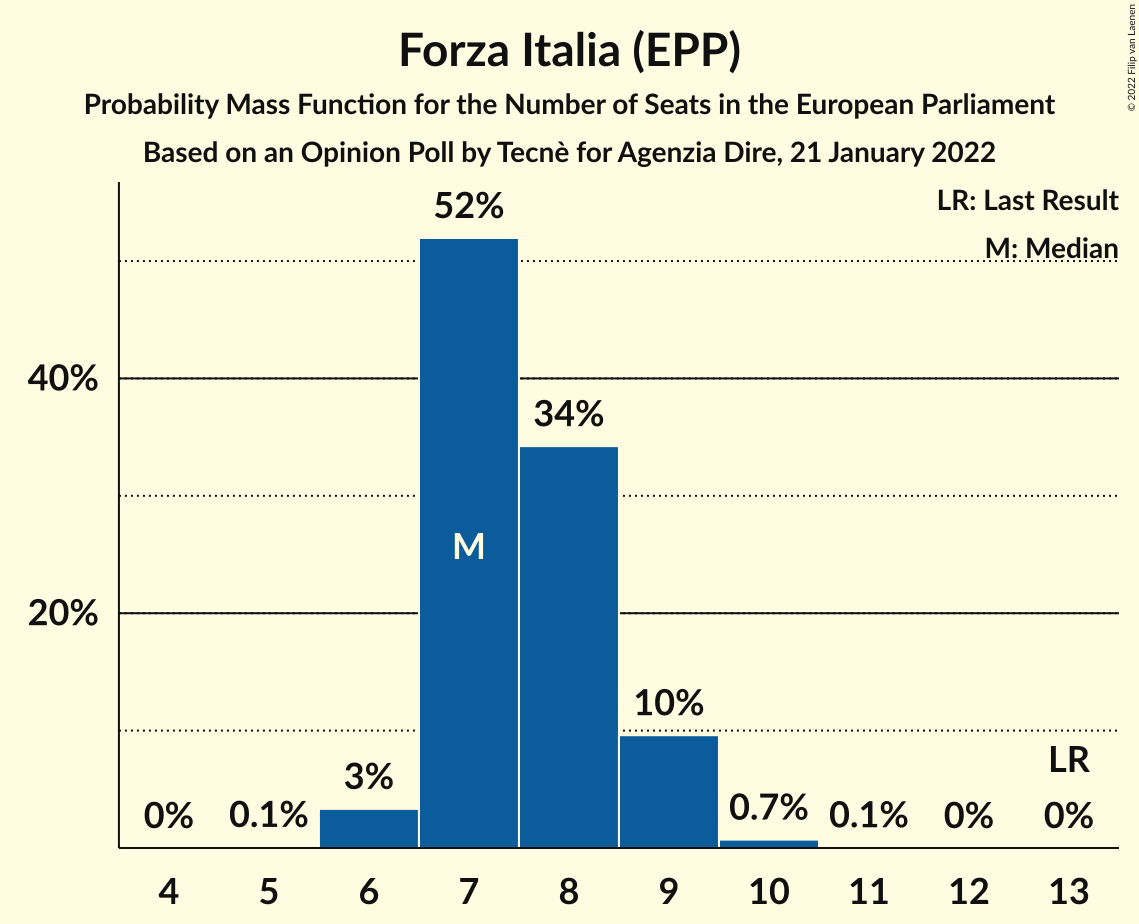 Forza Italia (EPP)
Probability Mass Function for the Number of Seats in the European Parliament
Based on an Opinion Poll by Tecnè for Agenzia Dire, 21 January 2022
© 2022 Filip van Laenen
LR: Last Result
M: Median
52%
40%
34%
M
20%
10%
3%
LR
0% 0.1% 0.7% 0.1% 0% 0%
4 5 6 7 8 9 10 11 12 13